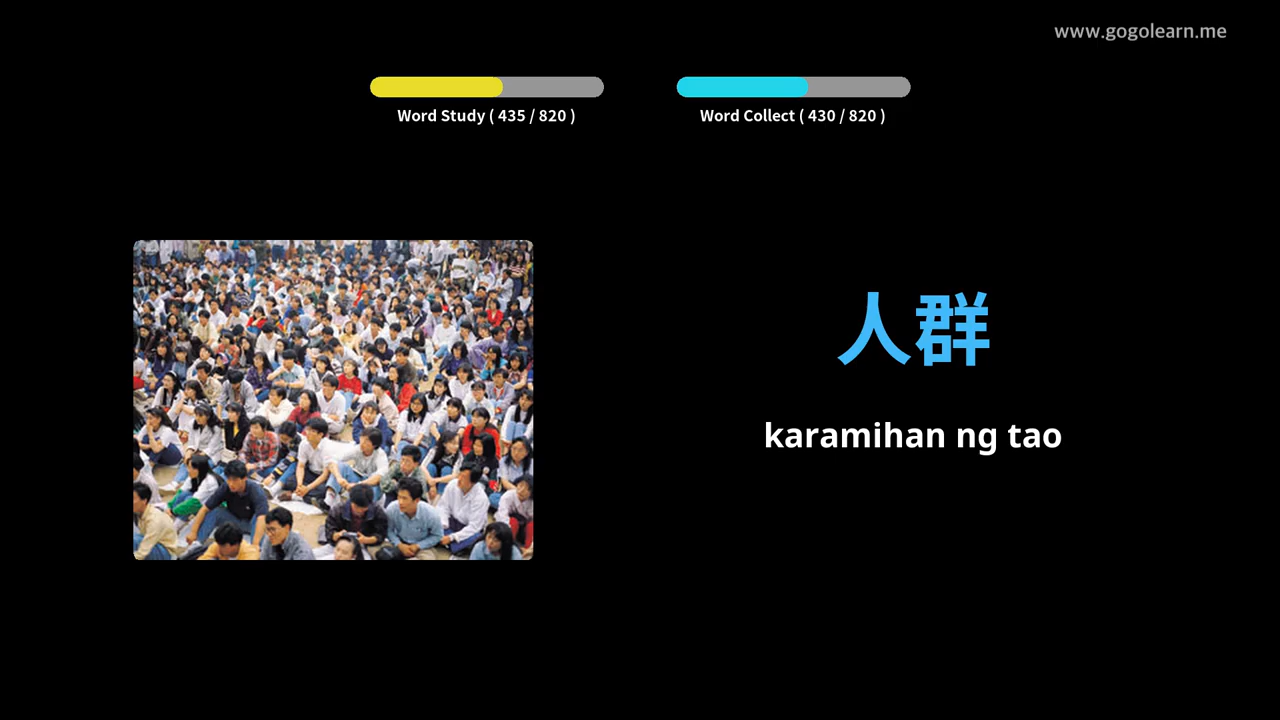 www.gogolearn.me
Word Study ( 435 / 820 )
Word Collect ( 430 / 820 )
人群
karamihan ng tao